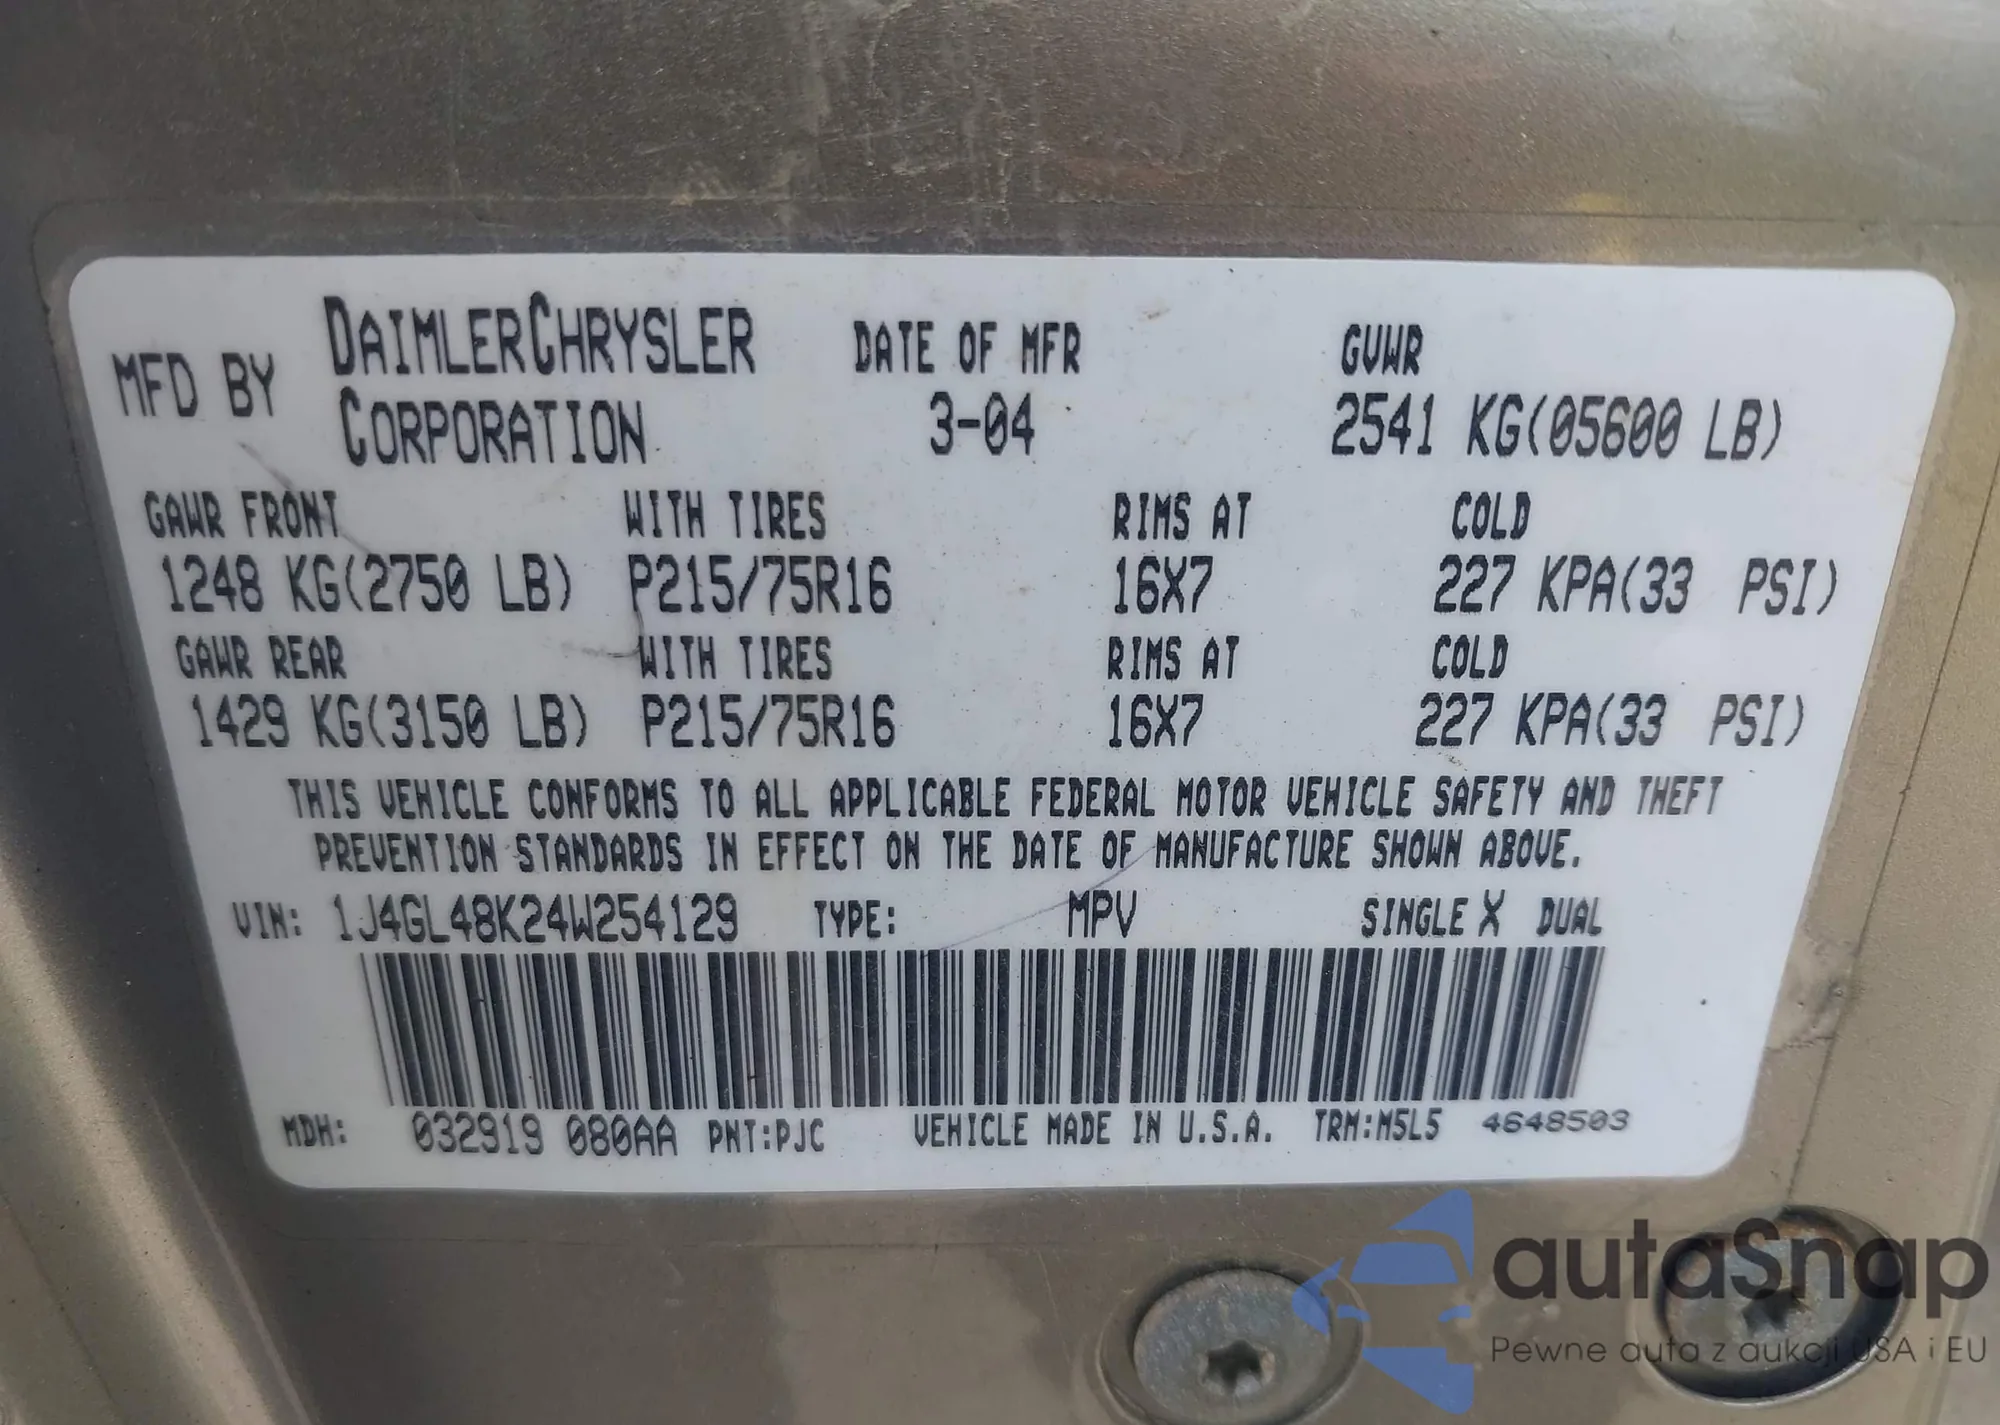 MFD BY DAIMLERCHRYSLER CORPORATION DATE OF MFR 3-04 GVWR 2541 KG(05600 LB)
GAWR FRONT WITH TIRES RIMS AT COLD
1248 KG(2750 LB) P215/75R16 16X7 227 KPA(33 PSI)
GAWR REAR WITH TIRES RIMS AT COLD
1429 KG(3150 LB) P215/75R16 16X7 227 KPA(33 PSI)
THIS VEHICLE CONFORMS TO ALL APPLICABLE FEDERAL MOTOR VEHICLE SAFETY AND THEFT
PREVENTION STANDARDS IN EFFECT ON THE DATE OF MANUFACTURE SHOWN ABOVE.
VIN: 1J4GL48K24W254129 TYPE: MPV SINGLE X DUAL
MDH: 032919 080AA PNT:PJC VEHICLE MADE IN U.S.A. TRM:M5L5 4648503
autaSnap
Pewne auta z aukcji USA i EU